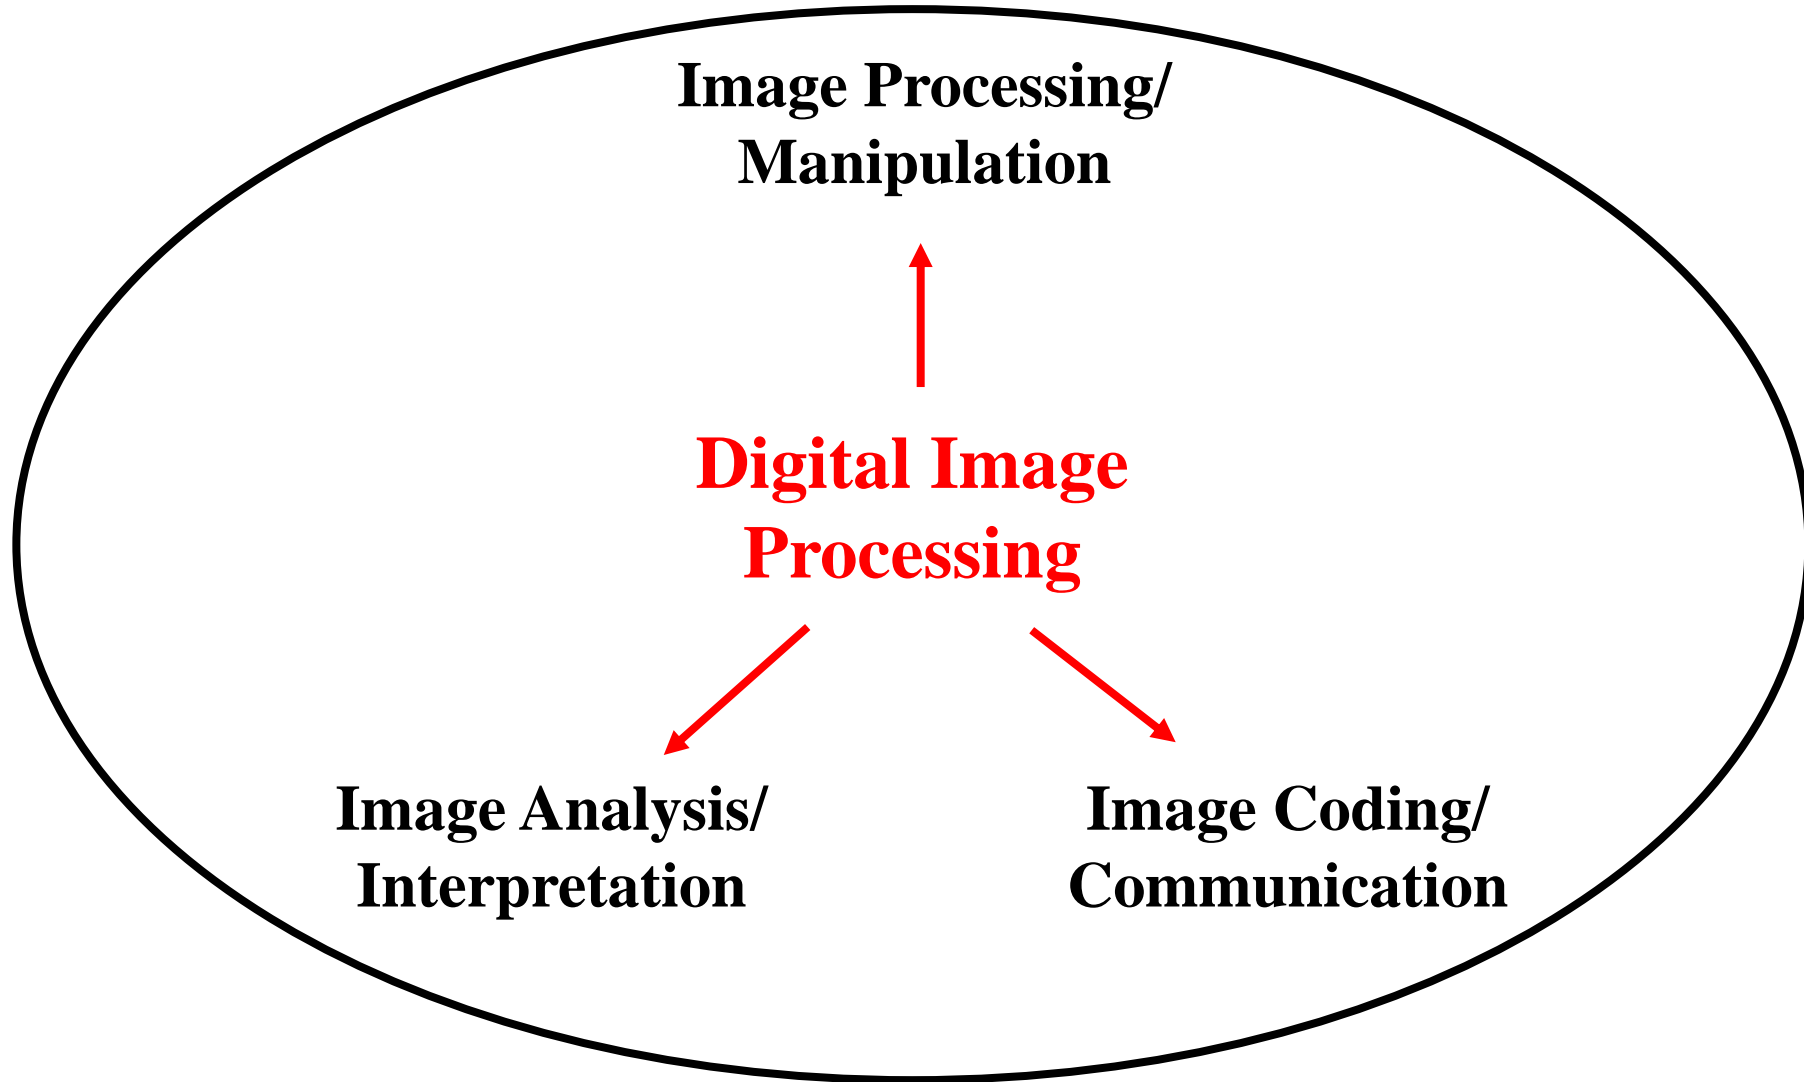 Image Processing/
Manipulation
Digital Image
Processing
Image Analysis/
Interpretation
Image Coding/
Communication